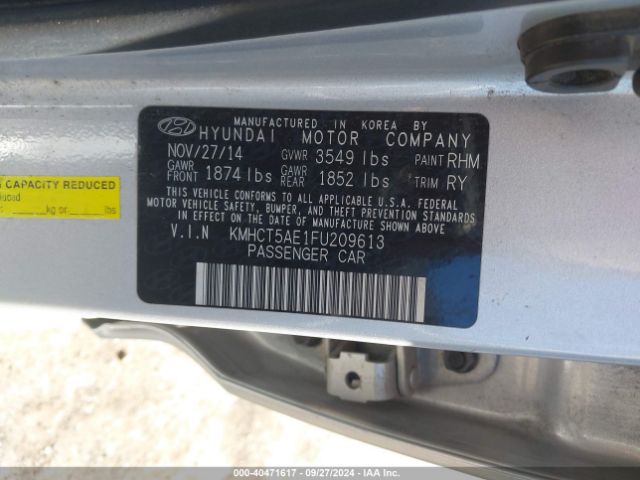 MANUFACTURED IN KOREA BY
HYUNDAI MOTOR COMPANY
NOV/27/14 GVWR 3549 lbs PAINT RHM
GAWR FRONT 1874 lbs GAWR REAR 1852 lbs TRIM RY
THIS VEHICLE CONFORMS TO ALL APPLICABLE U.S.A. FEDERAL
MOTOR VEHICLE SAFETY, BUMPER, AND THEFT PREVENTION
STANDARDS IN EFFECT ON THE DATE OF MANUFACTURE
SHOWN ABOVE.
V.I.N KMHCT5AE1FU209613
PASSENGER CAR
CAPACITY REDUCED
kg or lbs
000-40471617 - 09/27/2024 - IAA Inc.